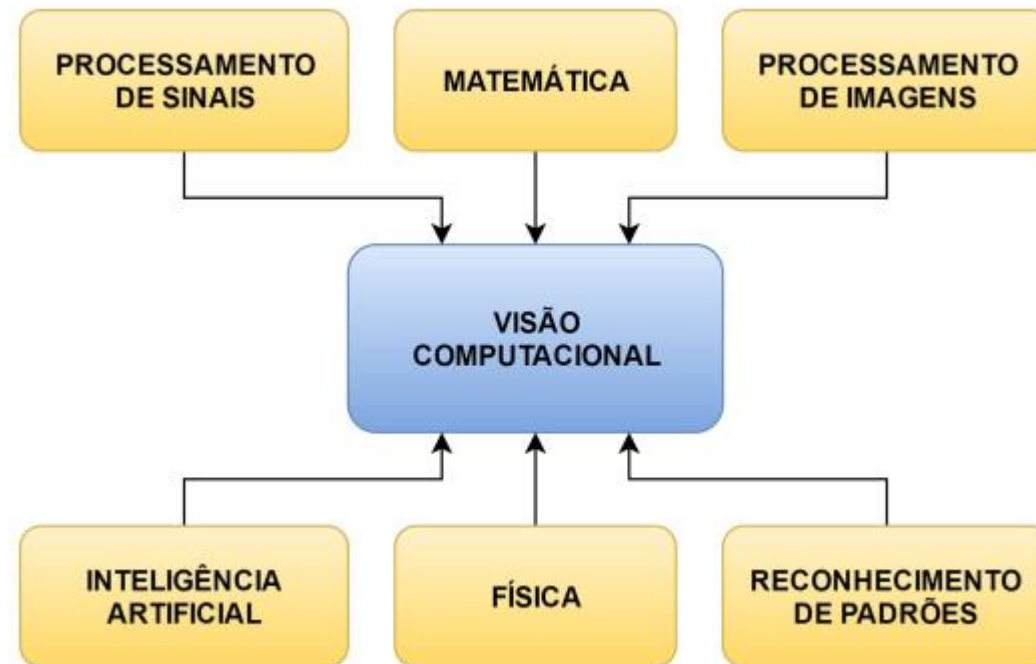 PROCESSAMENTO
DE SINAIS
MATEMÁTICA
PROCESSAMENTO
DE IMAGENS
VISÃO
COMPUTACIONAL
INTELIGÊNCIA
ARTIFICIAL
FÍSICA
RECONHECIMENTO
DE PADRÕES